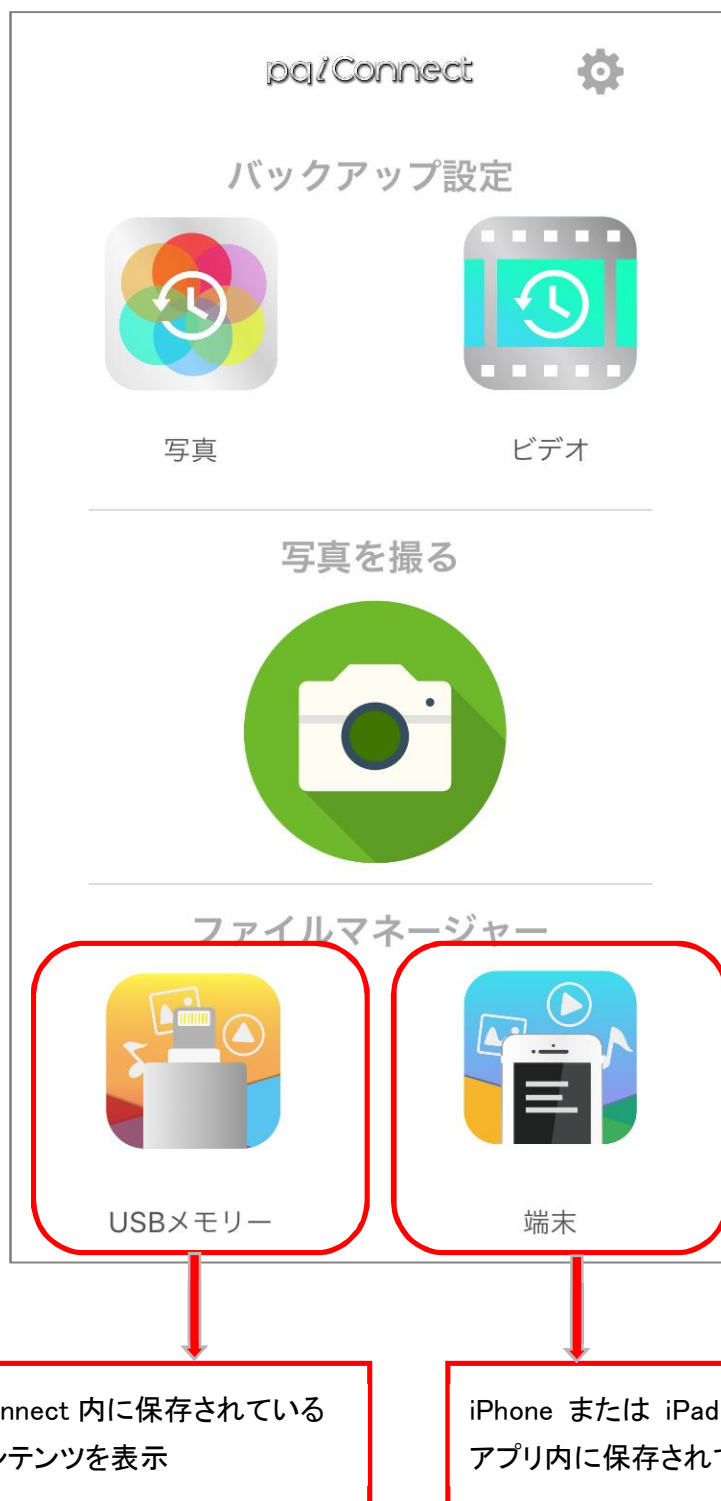 pqiConnect
バックアップ設定
写真
ビデオ
写真を撮る
ファイルマネージャー
USBメモリー
端末
nnect 内に保存されている
ンテンツを表示
iPhone または iPad
アプリ内に保存され